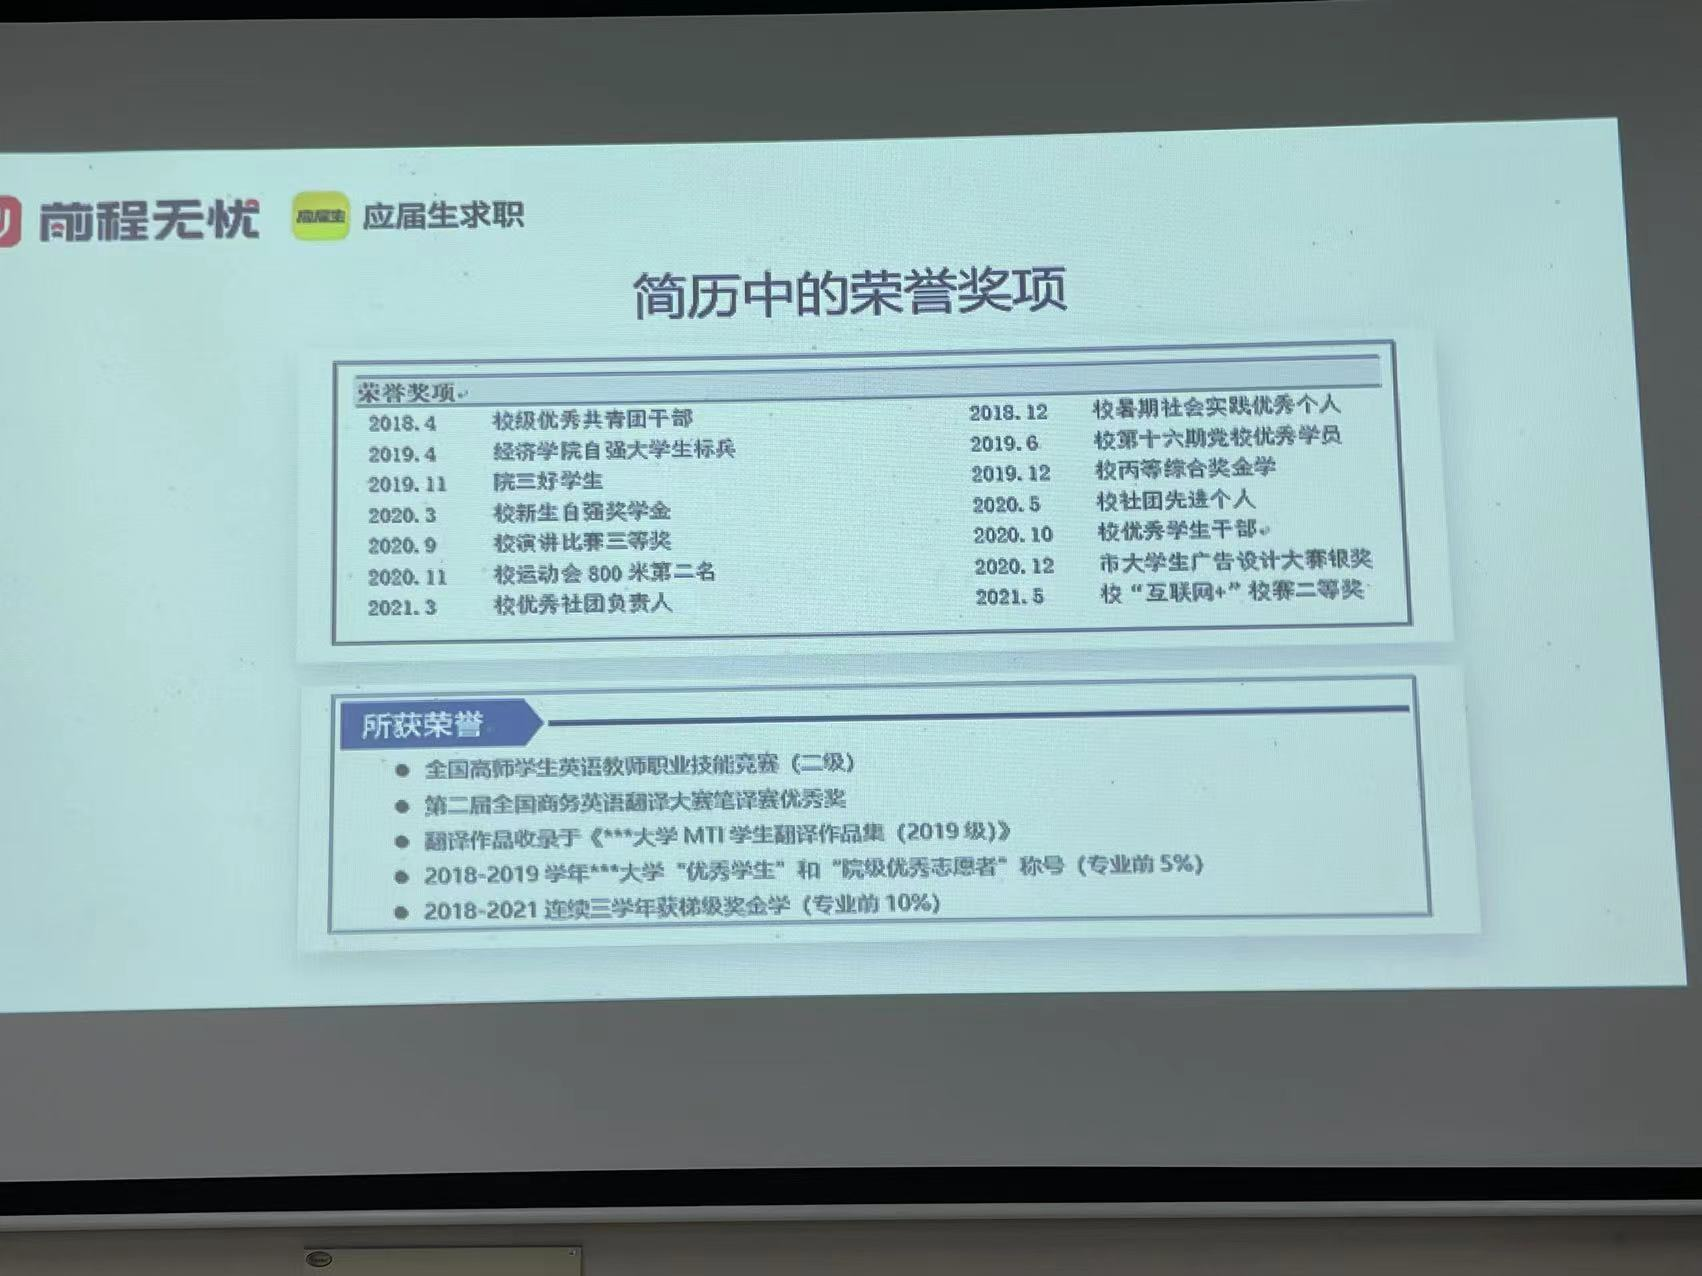 前程无忧 应届生 应届生求职
简历中的荣誉奖项
荣誉奖项
2018.4 校级优秀共青团干部 2018.12 校暑期社会实践优秀个人
2019.4 经济学院自强大学生标兵 2019.6 校第十六期党校优秀学员
2019.11 院三好学生 2019.12 校丙等综合奖金学
2020.3 校新生自强奖学金 2020.5 校社团先进个人
2020.9 校演讲比赛三等奖 2020.10 校优秀学生干部
2020.11 校运动会 800 米第二名 2020.12 市大学生广告设计大赛银奖
2021.3 校优秀社团负责人 2021.5 校“互联网+”校赛二等奖
所获荣誉
● 全国高师学生英语教师职业技能竞赛（二级）
● 第二届全国商务英语翻译大赛笔译赛优秀奖
● 翻译作品收录于《***大学 MTI 学生翻译作品集（2019 级）》
● 2018-2019 学年***大学“优秀学生”和“院级优秀志愿者”称号（专业前 5%）
● 2018-2021 连续三学年获梯级奖金学（专业前 10%）